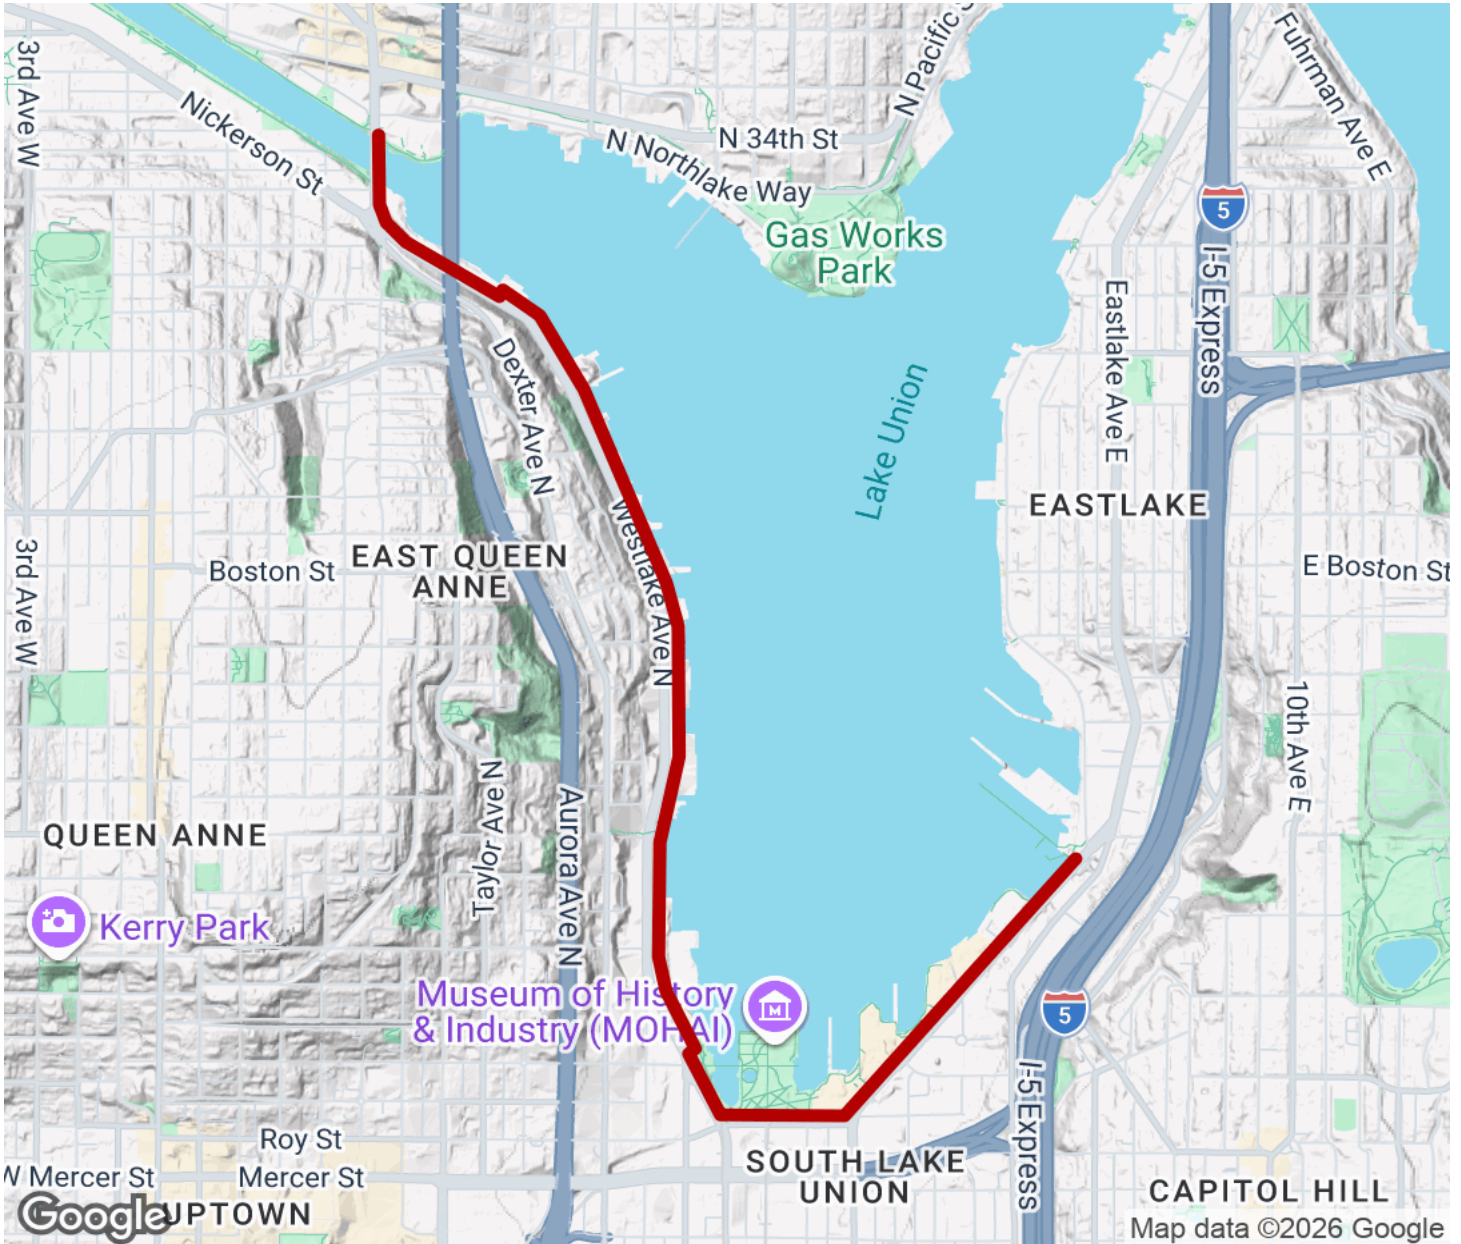 3rd Ave W
Nickerson St
N Pacific S
Fuhrman Ave E
N 34th St
N Northlake Way
5
Gas Works
Park
I-5 Express
Eastlake Ave E
Dexter Ave N
Lake Union
EASTLAKE
Westlake Ave N
3rd Ave W
Boston St
EAST QUEEN
ANNE
E Boston St
10th Ave E
Taylor Ave N
Aurora Ave N
QUEEN ANNE
Kerry Park
Museum of History
& Industry (MOHAI)
M
5
I-5 Express
Roy St
W Mercer St
Mercer St
SOUTH LAKE
UNION
CAPITOL HILL
Google
UPTOWN
Map data ©2026 Google